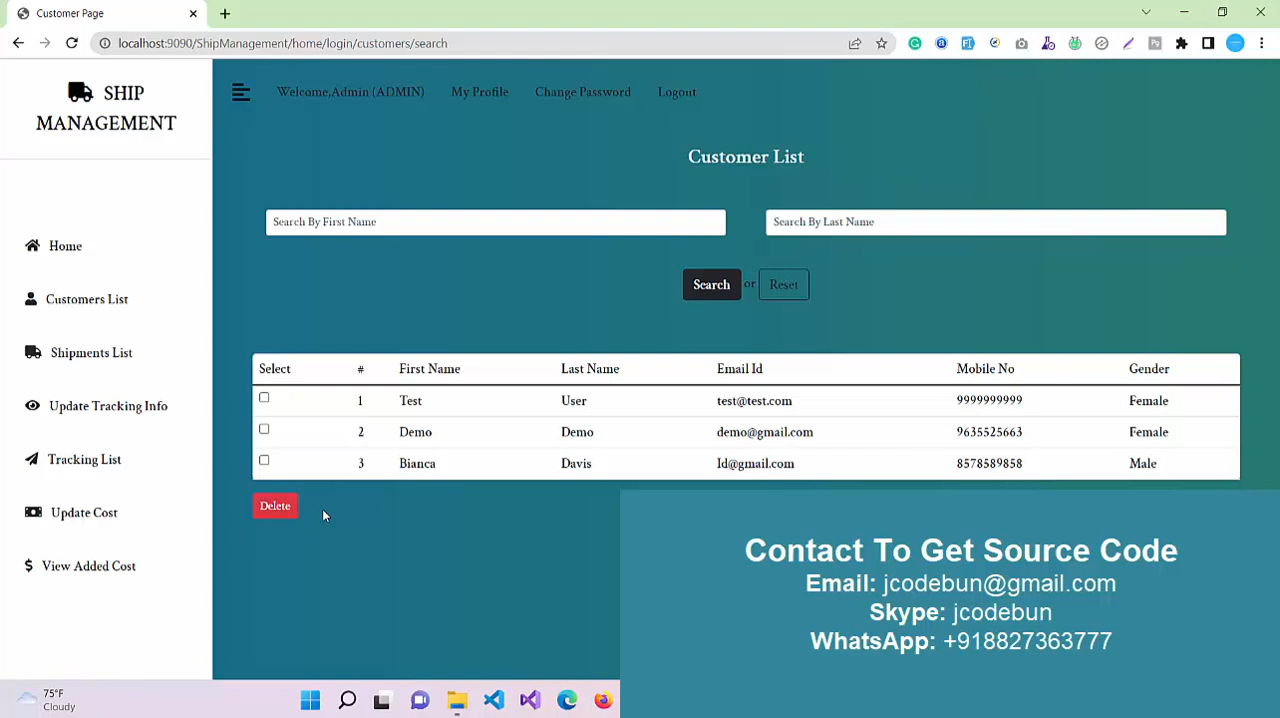 Customer Page
localhost:9090/ShipManagement/home/login/customers/search
SHIP
MANAGEMENT
Welcome,Admin (ADMIN) My Profile Change Password Logout
Customer List
Search By First Name Search By Last Name
Search or Reset
Home
Customers List
Shipments List
Update Tracking Info
Tracking List
Update Cost
View Added Cost
Select # First Name Last Name Email Id Mobile No Gender
1 Test User test@test.com 9999999999 Female
2 Demo Demo demo@gmail.com 9635525663 Female
3 Bianca Davis Id@gmail.com 8578589858 Male
Delete
Contact To Get Source Code
Email: jcodebun@gmail.com
Skype: jcodebun
WhatsApp: +918827363777
75°F
Cloudy